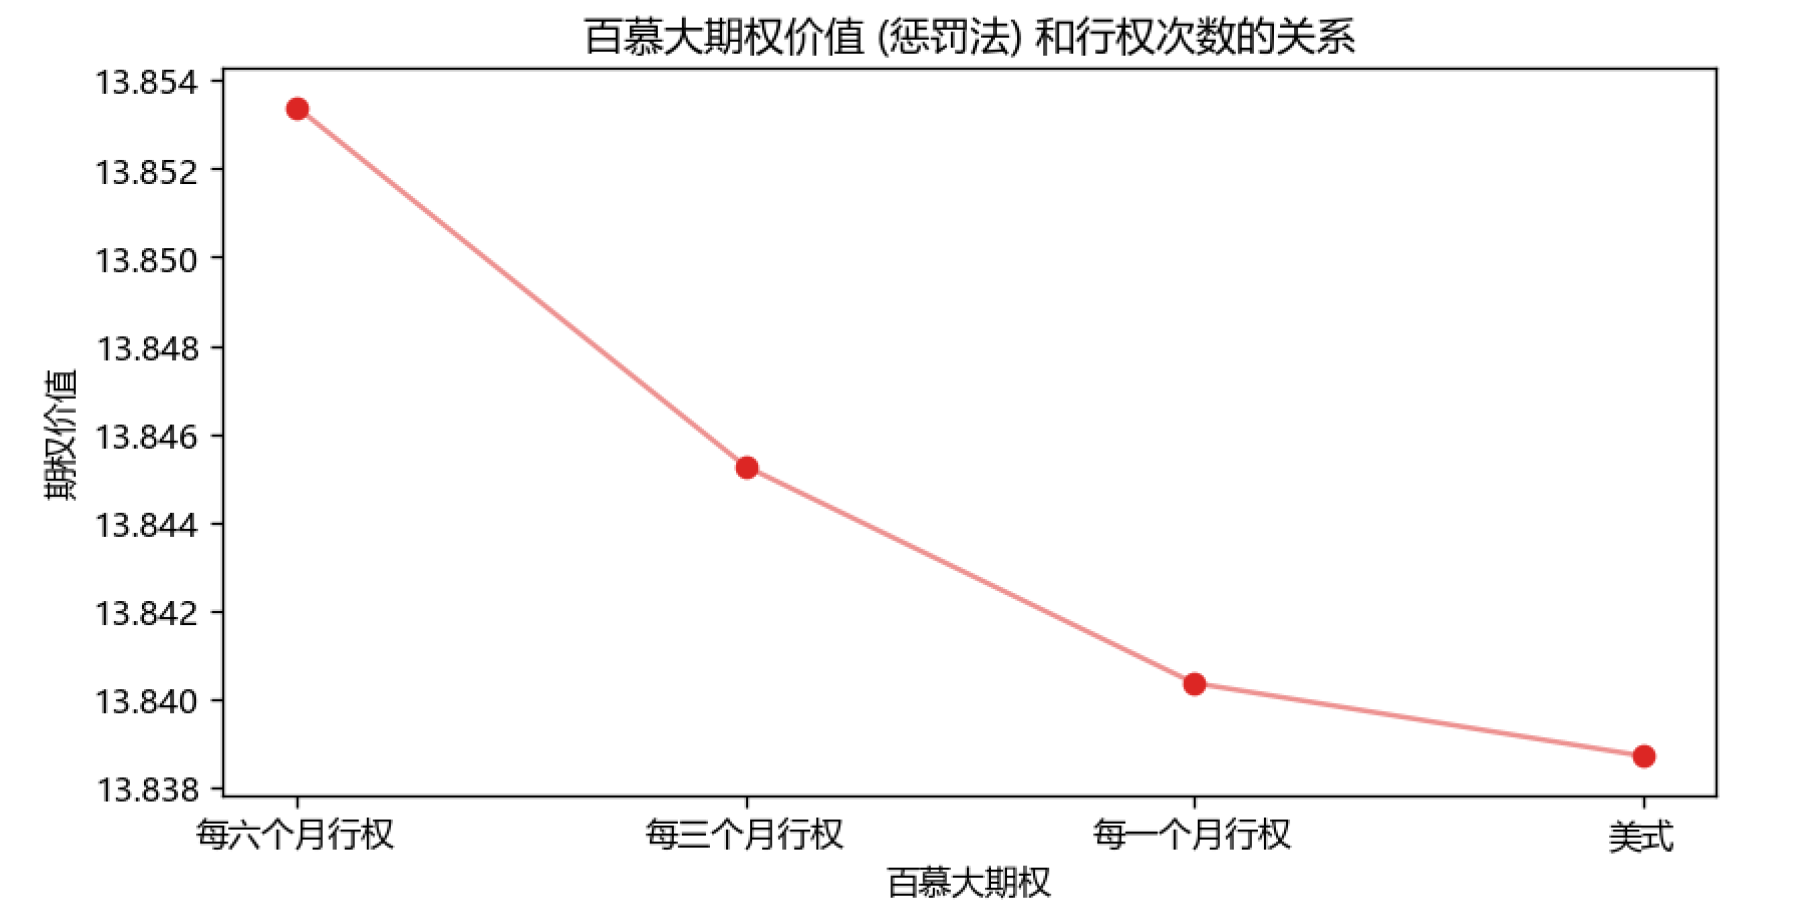 百慕大期权价值 (惩罚法) 和行权次数的关系
13.854
13.852
13.850
13.848
13.846
13.844
13.842
13.840
13.838
期权价值
每六个月行权
每三个月行权
每一个月行权
美式
百慕大期权